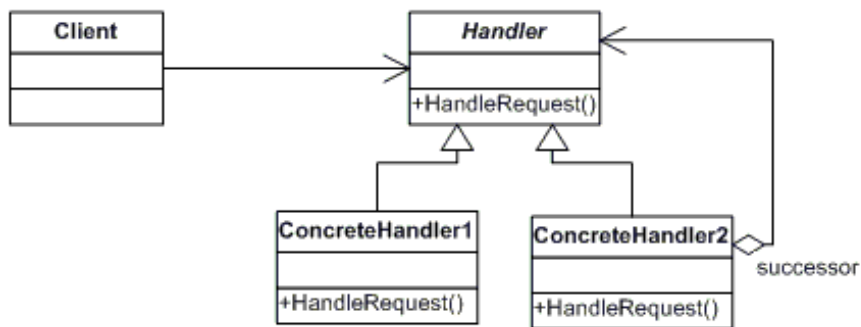 Client
Handler
+HandleRequest()
ConcreteHandler1
+HandleRequest()
ConcreteHandler2
successor
+HandleRequest()